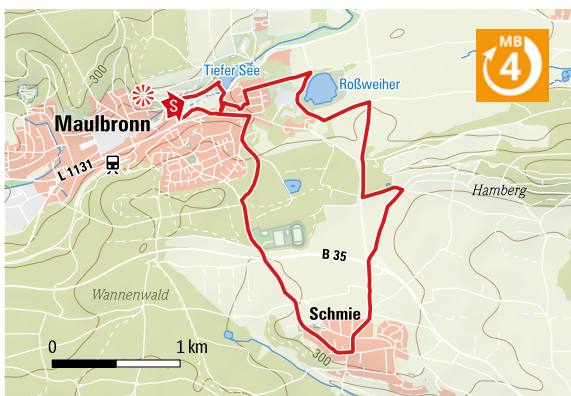 MB
4
300
Tiefer See
Roßweiher
S
Maulbronn
L 1131
Hamberg
B 35
Wannenwald
Schmie
0 1 km
300